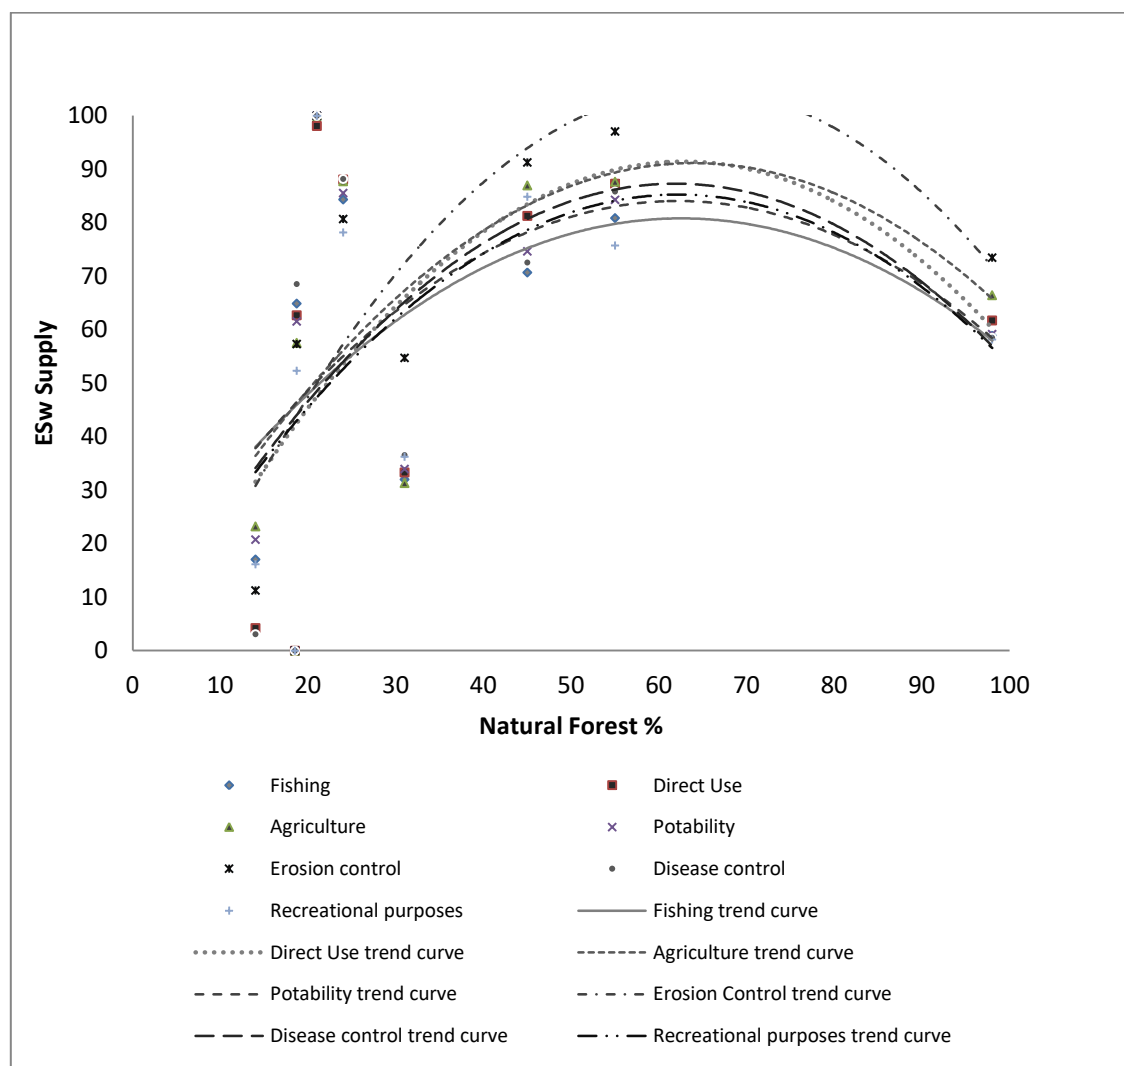 100
90
80
70
60
50
40
30
20
10
0
ESw Supply
0 10 20 30 40 50 60 70 80 90 100
Natural Forest %
Fishing Direct Use
Agriculture Potability
Erosion control Disease control
Recreational purposes Fishing trend curve
Direct Use trend curve Agriculture trend curve
Potability trend curve Erosion Control trend curve
Disease control trend curve Recreational purposes trend curve